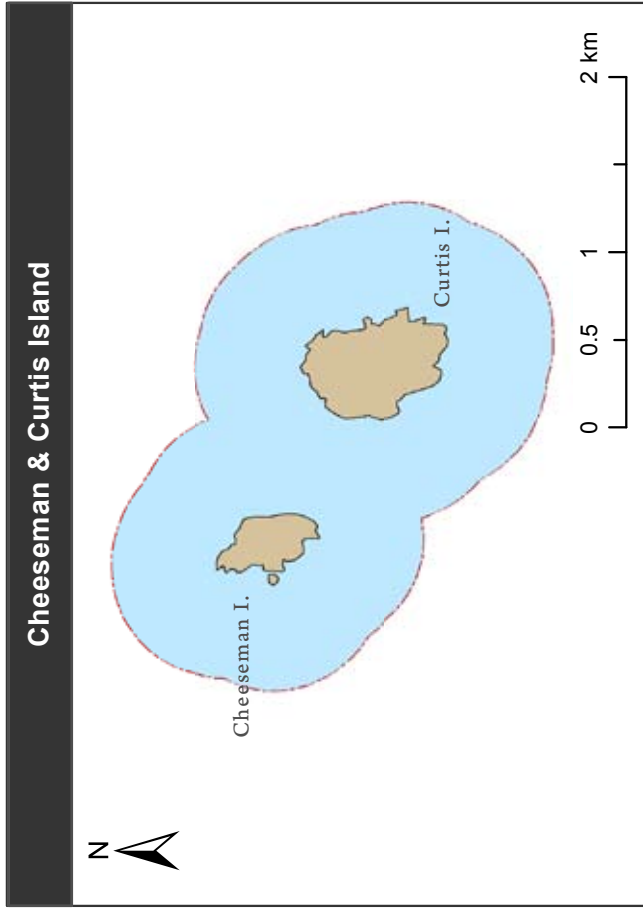 Cheeseman & Curtis Island
N
Cheeseman I.
Curtis I.
0 0.5 1 2 km